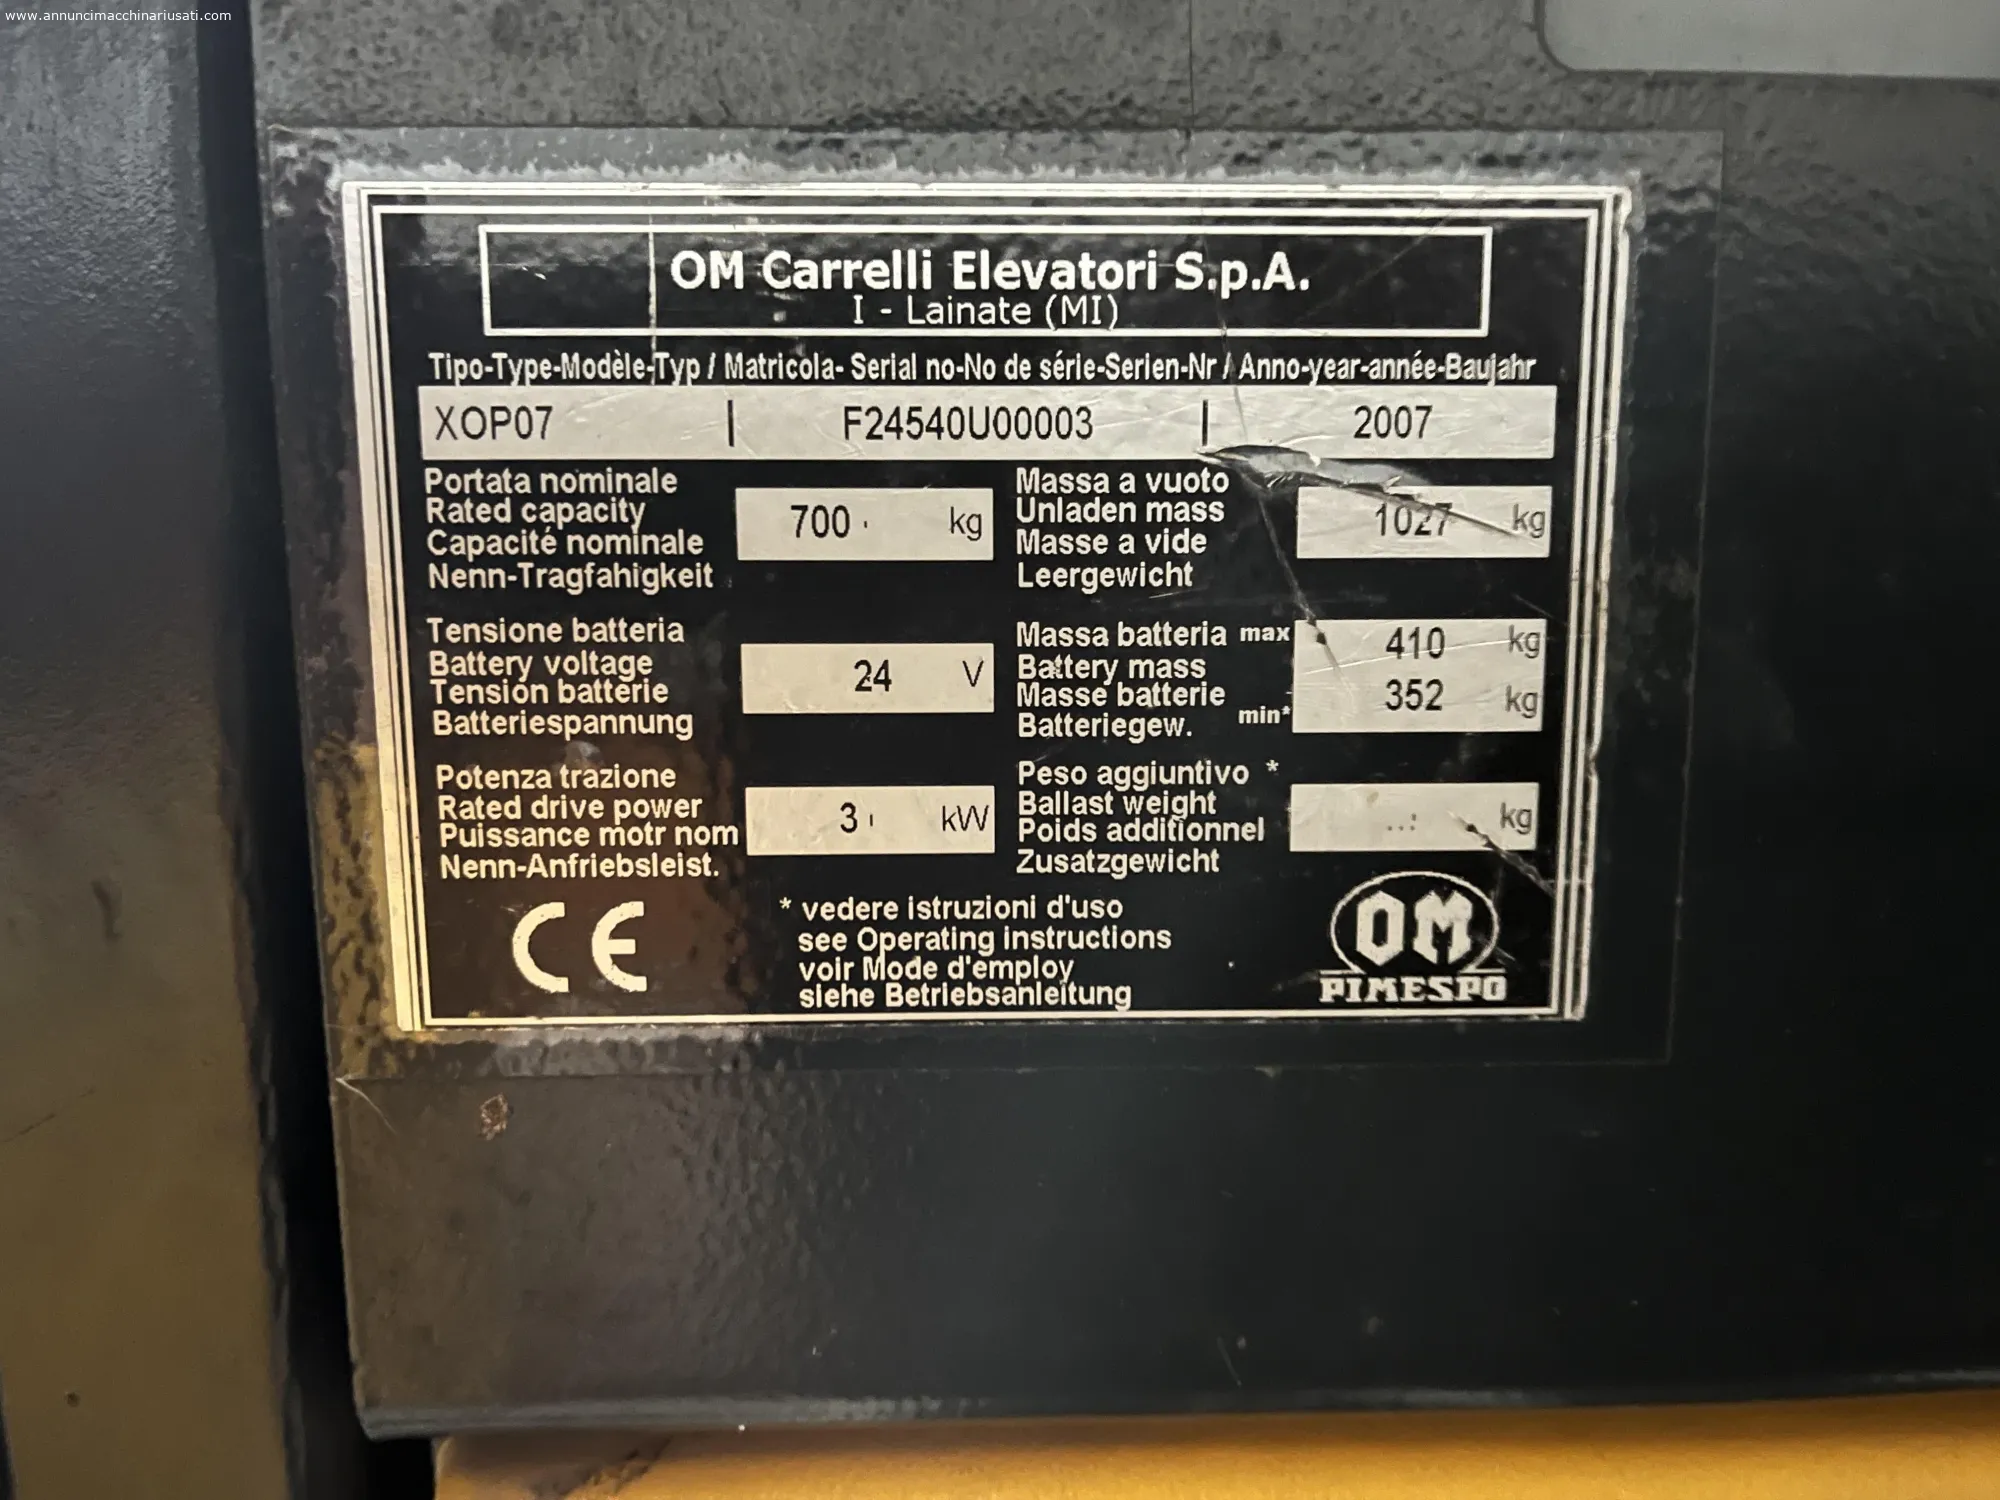 www.annuncimacchinariusati.com
OM Carrelli Elevatori S.p.A.
I - Lainate (MI)
Tipo-Type-Modèle-Typ / Matricola- Serial no-No de série-Serien-Nr / Anno-year-année-Baujahr
XOP07 | F24540U00003 | 2007
Portata nominale
Rated capacity
Capacité nominale
Nenn-Tragfahigkeit
700 kg
Massa a vuoto
Unladen mass
Masse a vide
Leergewicht
1027 kg
Tensione batteria
Battery voltage
Tension batterie
Batteriespannung
24 V
Massa batteria max
Battery mass
Masse batterie
Batteriegew. min*
410 kg
352 kg
Potenza trazione
Rated drive power
Puissance motr nom
Nenn-Anfriebsleist.
3 kW
Peso aggiuntivo *
Ballast weight
Poids additionnel
Zusatzgewicht
kg
CE
* vedere istruzioni d'uso
see Operating instructions
voir Mode d'employ
siehe Betriebsanleitung
OM
PIMESPO